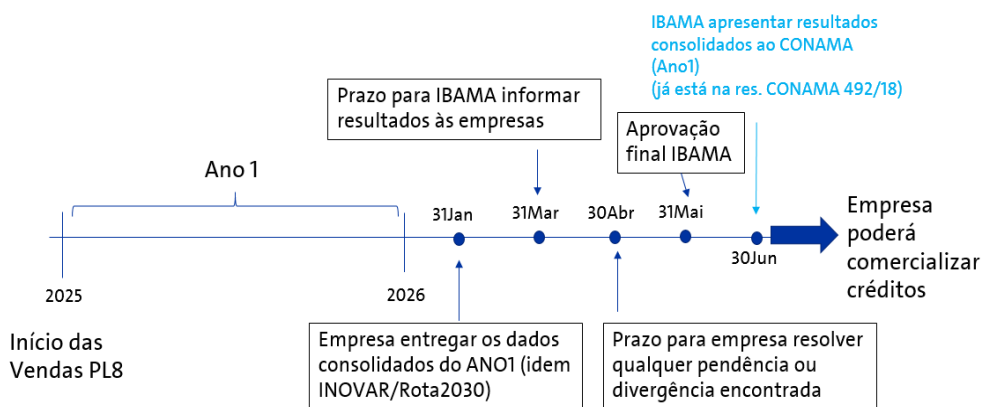 IBAMA apresentar resultados
consolidados ao CONAMA
(Ano1)
(já está na res. CONAMA 492/18)
Prazo para IBAMA informar
resultados às empresas
Aprovação
final IBAMA
Ano 1
31Jan
31Mar
30Abr
31Mai
30Jun
Empresa
poderá
comercializar
créditos
2025
2026
Início das
Vendas PL8
Empresa entregar os dados
consolidados do ANO1 (idem
INOVAR/Rota2030)
Prazo para empresa resolver
qualquer pendência ou
divergência encontrada